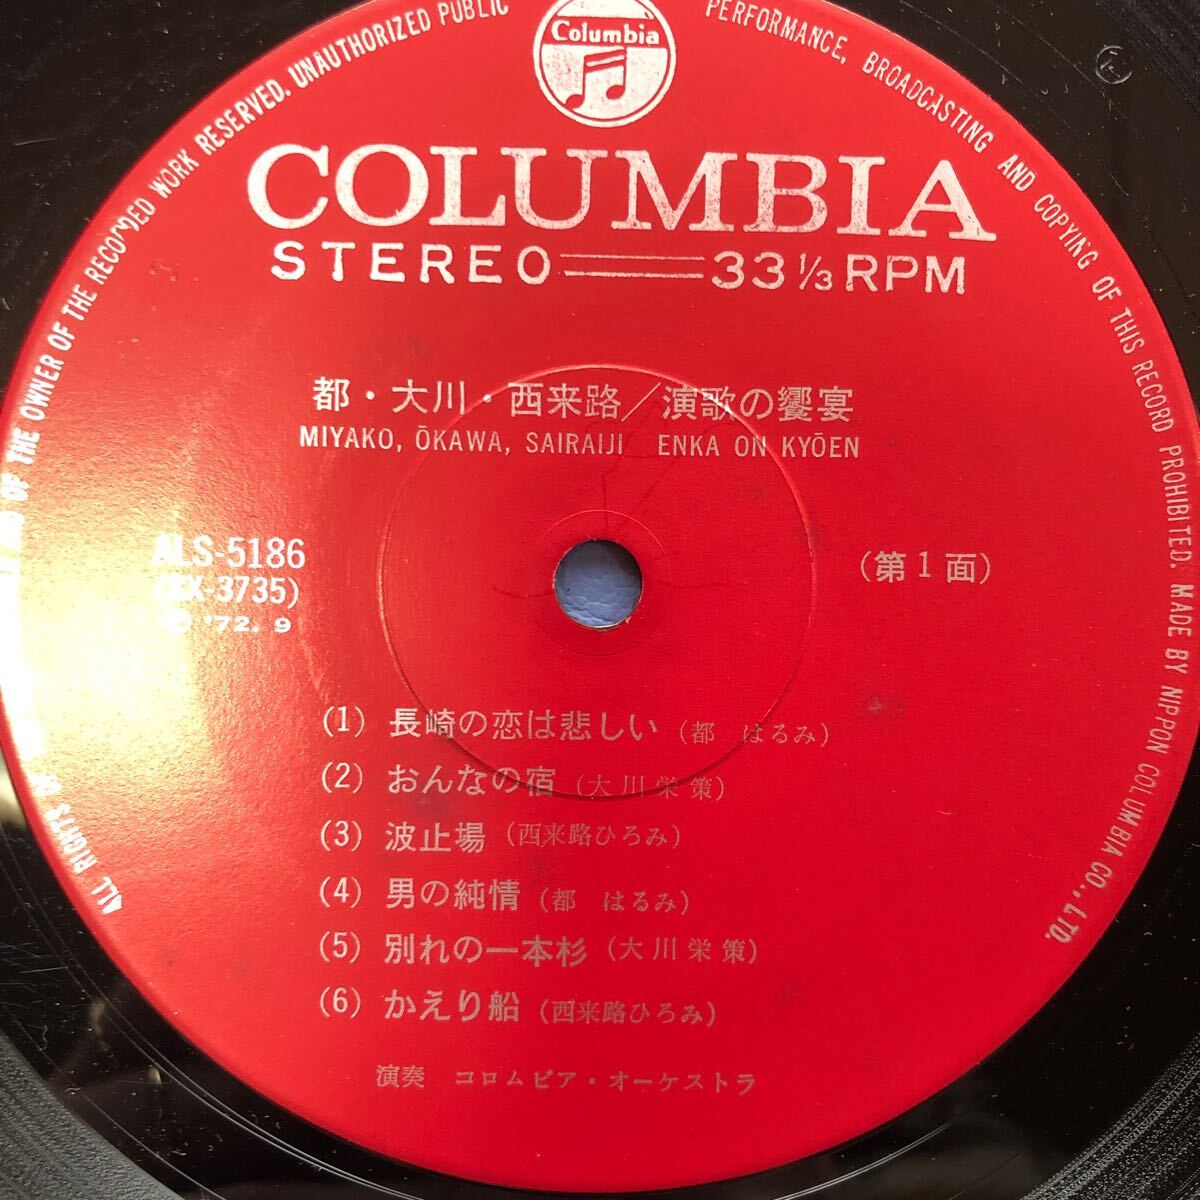 Columbia
COLUMBIA
STEREO 33 1/3 RPM
都・大川・西来路／演歌の饗宴
MIYAKO, ŌKAWA, SAIRAIJI ENKA ON KYŌEN
ALS-5186
-3735)
Ⓟ '72. 9
(第1面)
(1) 長崎の恋は悲しい (都 はるみ)
(2) おんなの宿 (大川栄策)
(3) 波止場 (西来路ひろみ)
(4) 男の純情 (都 はるみ)
(5) 別れの一本杉 (大川栄策)
(6) かえり船 (西来路ひろみ)
演奏 コロムビア・オーケストラ
ALL RIGHTS OF THE OWNER OF THE RECORDED WORK RESERVED. UNAUTHORIZED PUBLIC PERFORMANCE, BROADCASTING AND COPYING OF THIS RECORD PROHIBITED. MADE BY NIPPON COLUMBIA CO., LTD.